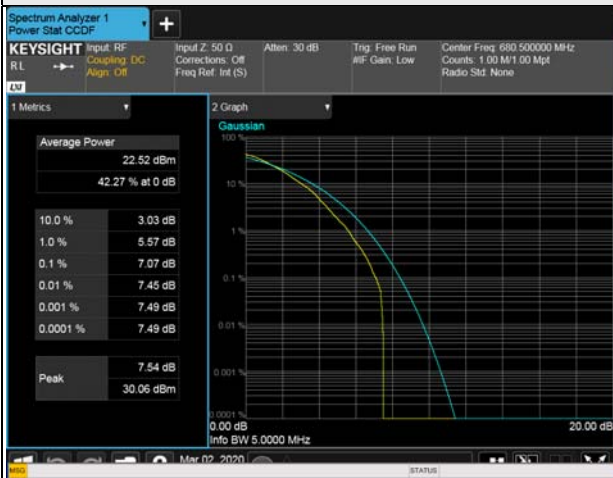 Spectrum Analyzer 1
Power Stat CCDF
KEYSIGHT
RL
LXI
Input: RF
Coupling: DC
Align: Off
Input Z: 50 Ω
Corrections: Off
Freq Ref: Int (S)
Atten: 30 dB
Trig: Free Run
#IF Gain: Low
Center Freq: 680.500000 MHz
Counts: 1.00 M/1.00 Mpt
Radio Std: None
1 Metrics
Average Power
22.52 dBm
42.27 % at 0 dB
10.0 % 3.03 dB
1.0 % 5.57 dB
0.1 % 7.07 dB
0.01 % 7.45 dB
0.001 % 7.49 dB
0.0001 % 7.49 dB
Peak 7.54 dB
30.06 dBm
2 Graph
Gaussian
100 %
10 %
1 %
0.1 %
0.01 %
0.001 %
0.0001 %
0.00 dB 20.00 dB
Info BW 5.0000 MHz
Mar 02, 2020
MSG STATUS